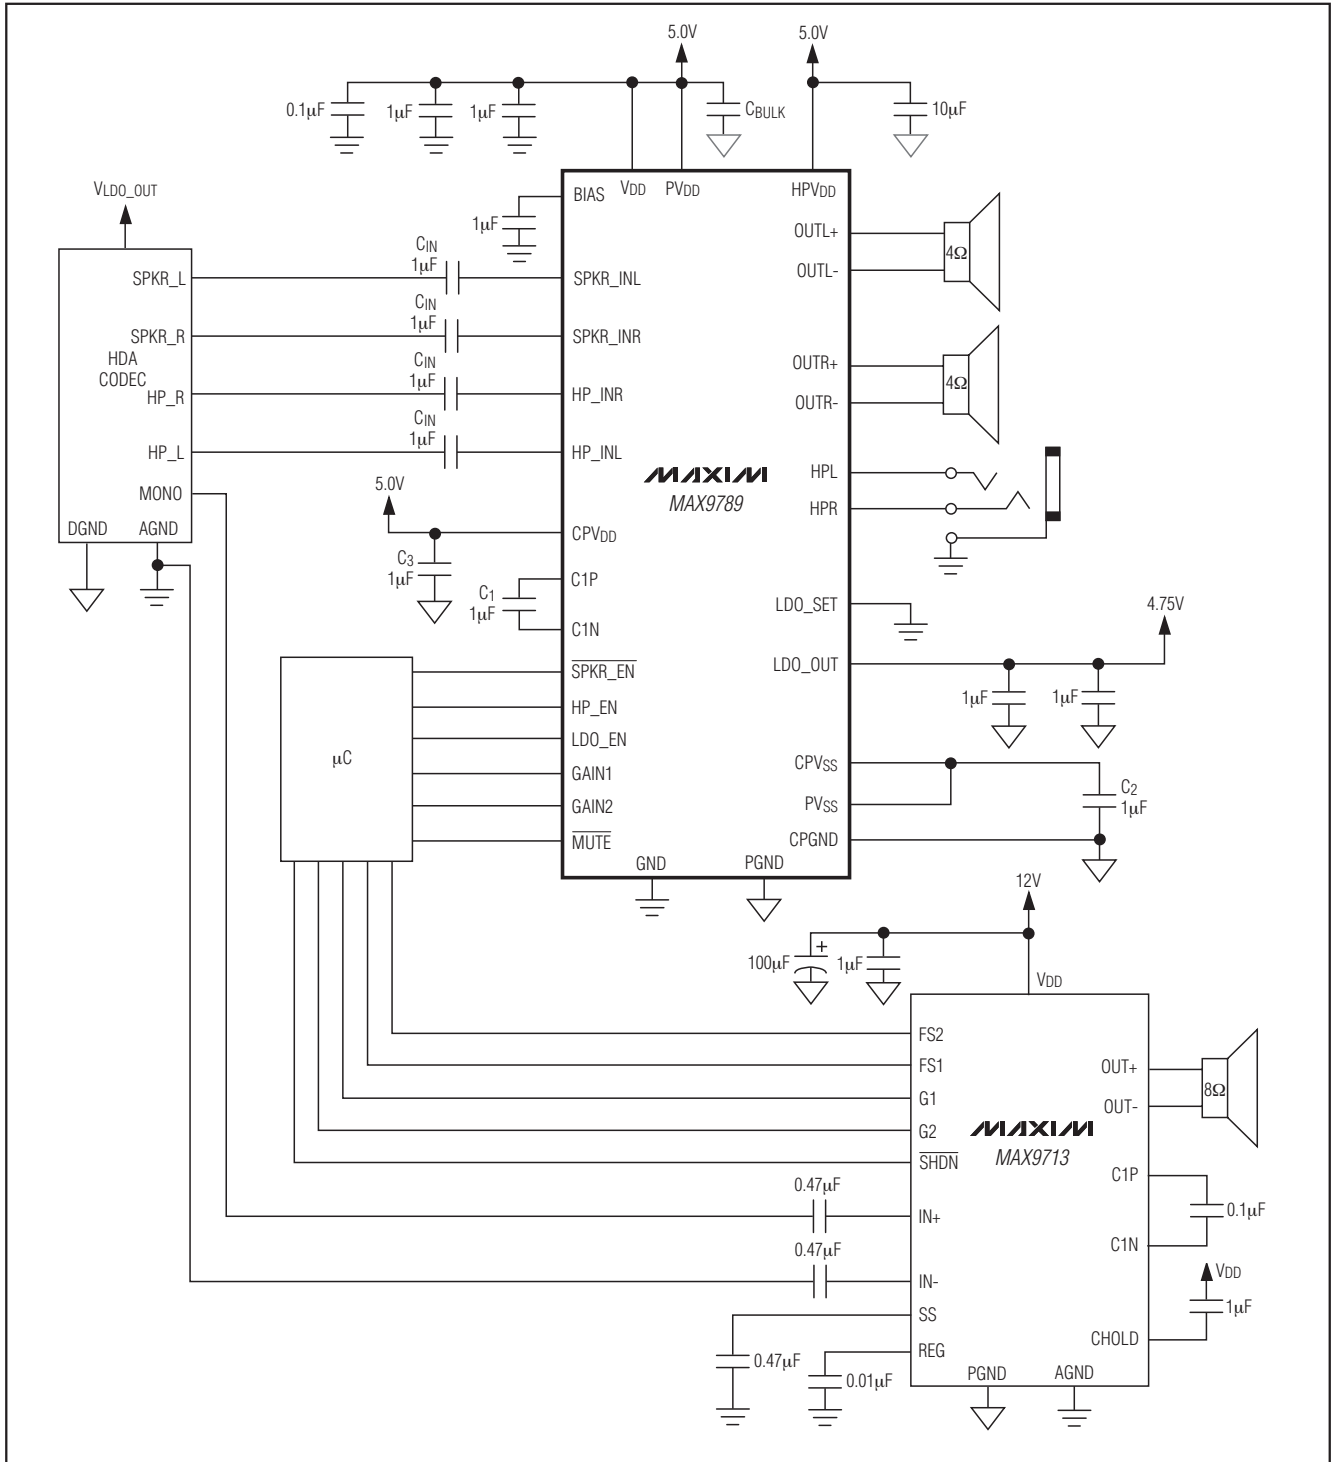 5.0V
5.0V
0.1µF
1µF
1µF
CBULK
10µF
VLDO_OUT
BIAS
VDD
PVDD
HPVDD
1µF
OUTL+
4Ω
OUTL-
CIN
1µF
SPKR_L
SPKR_INL
CIN
1µF
SPKR_R
SPKR_INR
HDA
CODEC
CIN
1µF
HP_R
HP_INR
OUTR+
4Ω
OUTR-
CIN
1µF
HP_L
HP_INL
MAXIM
MAX9789
HPL
HPR
MONO
5.0V
DGND
AGND
CPVDD
C3
1µF
C1P
C1
1µF
C1N
LDO_SET
4.75V
LDO_OUT
1µF
1µF
µC
SPKR_EN
HP_EN
LDO_EN
GAIN1
GAIN2
MUTE
CPVSS
PVSS
CPGND
C2
1µF
GND
PGND
12V
100µF
+
1µF
VDD
FS2
FS1
G1
G2
SHDN
MAXIM
MAX9713
OUT+
OUT-
8Ω
C1P
0.1µF
C1N
0.47µF
IN+
0.47µF
IN-
VDD
1µF
CHOLD
SS
0.47µF
REG
0.01µF
PGND
AGND